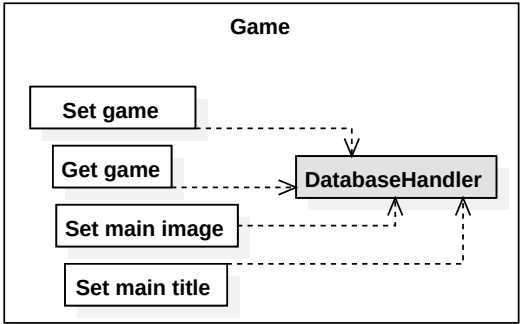 Game
Set game
Get game
DatabaseHandler
Set main image
Set main title